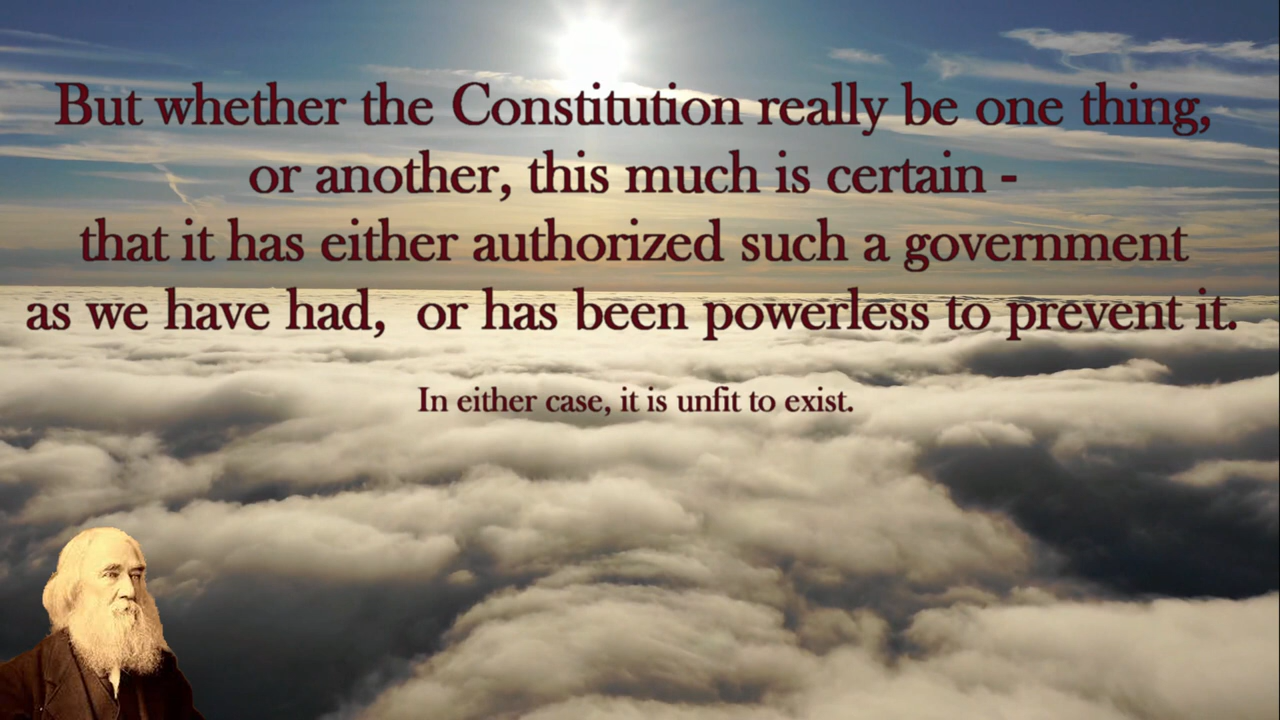 But whether the Constitution really be one thing,
or another, this much is certain -
that it has either authorized such a government
as we have had,  or has been powerless to prevent it.
In either case, it is unfit to exist.